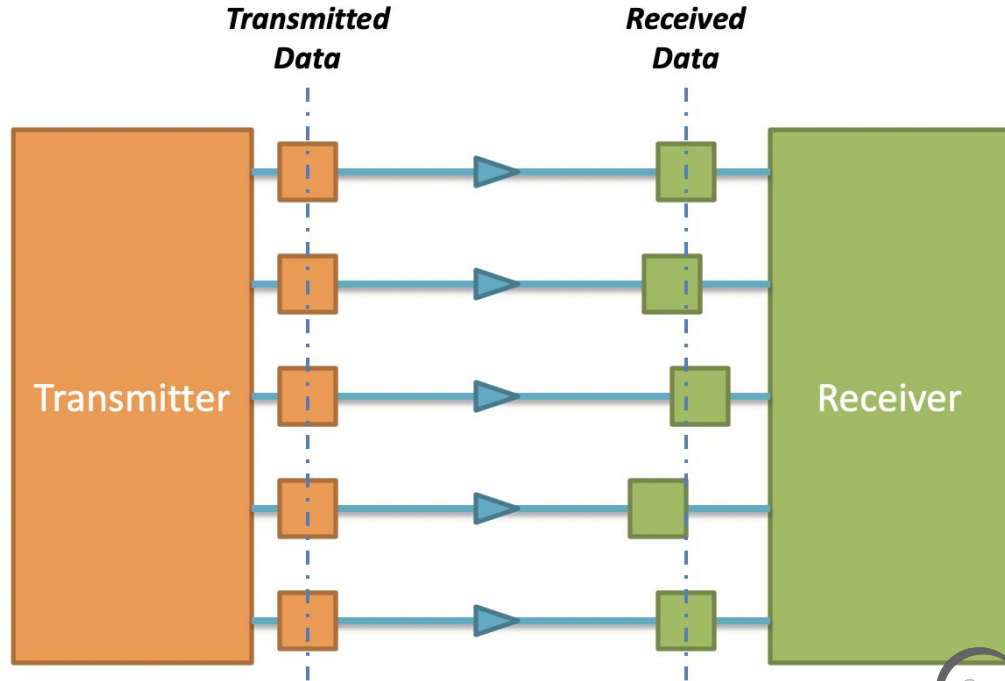 Transmitted
Data
Received
Data
Transmitter
Receiver